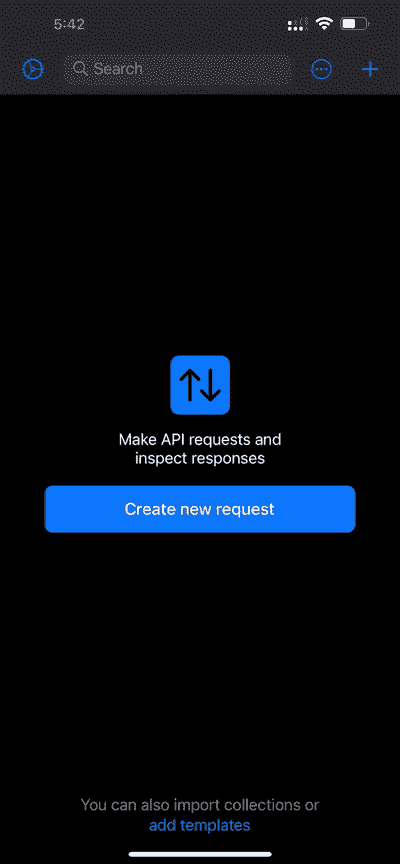 5:42
Search
Make API requests and
inspect responses
Create new request
You can also import collections or
add templates